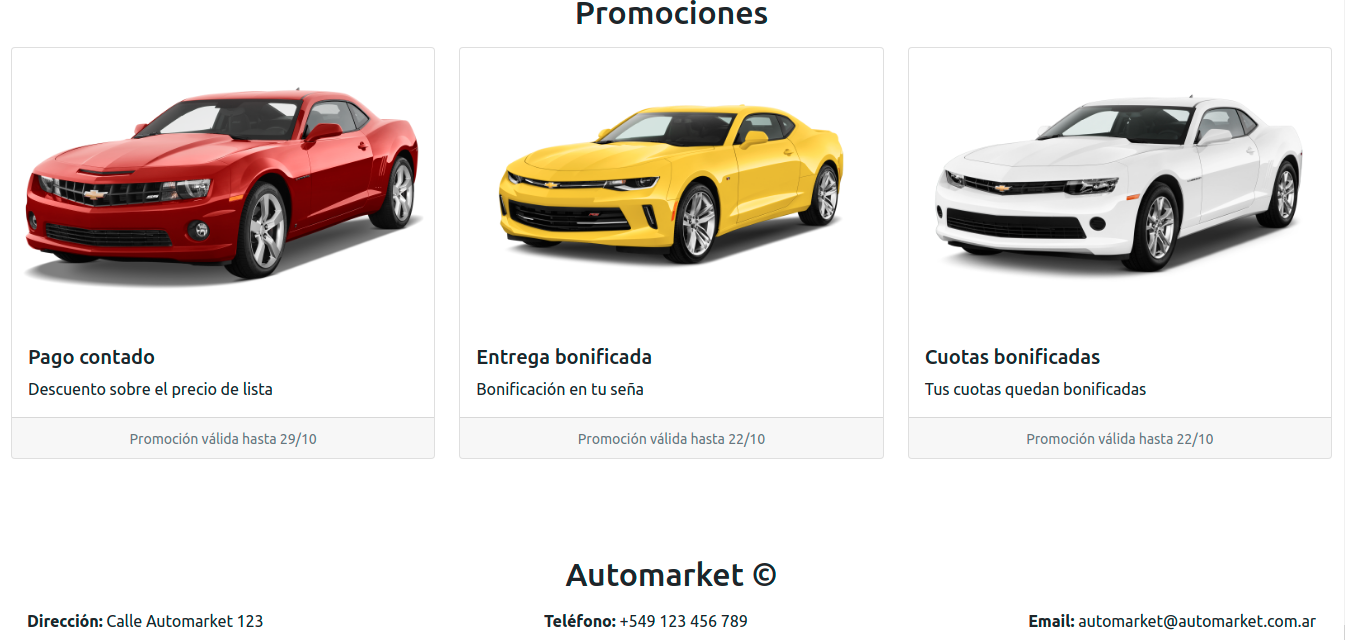 Promociones
Pago contado
Descuento sobre el precio de lista
Promoción válida hasta 29/10
Entrega bonificada
Bonificación en tu seña
Promoción válida hasta 22/10
Cuotas bonificadas
Tus cuotas quedan bonificadas
Promoción válida hasta 22/10
Automarket ©
Dirección: Calle Automarket 123
Teléfono: +549 123 456 789
Email: automarket@automarket.com.ar